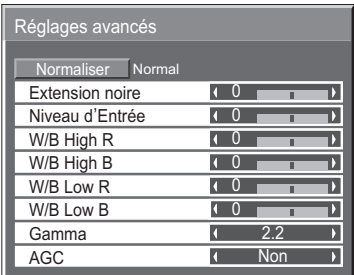 Réglages avancés
Normaliser Normal
Extension noire 0
Niveau d'Entrée 0
W/B High R 0
W/B High B 0
W/B Low R 0
W/B Low B 0
Gamma 2.2
AGC Non